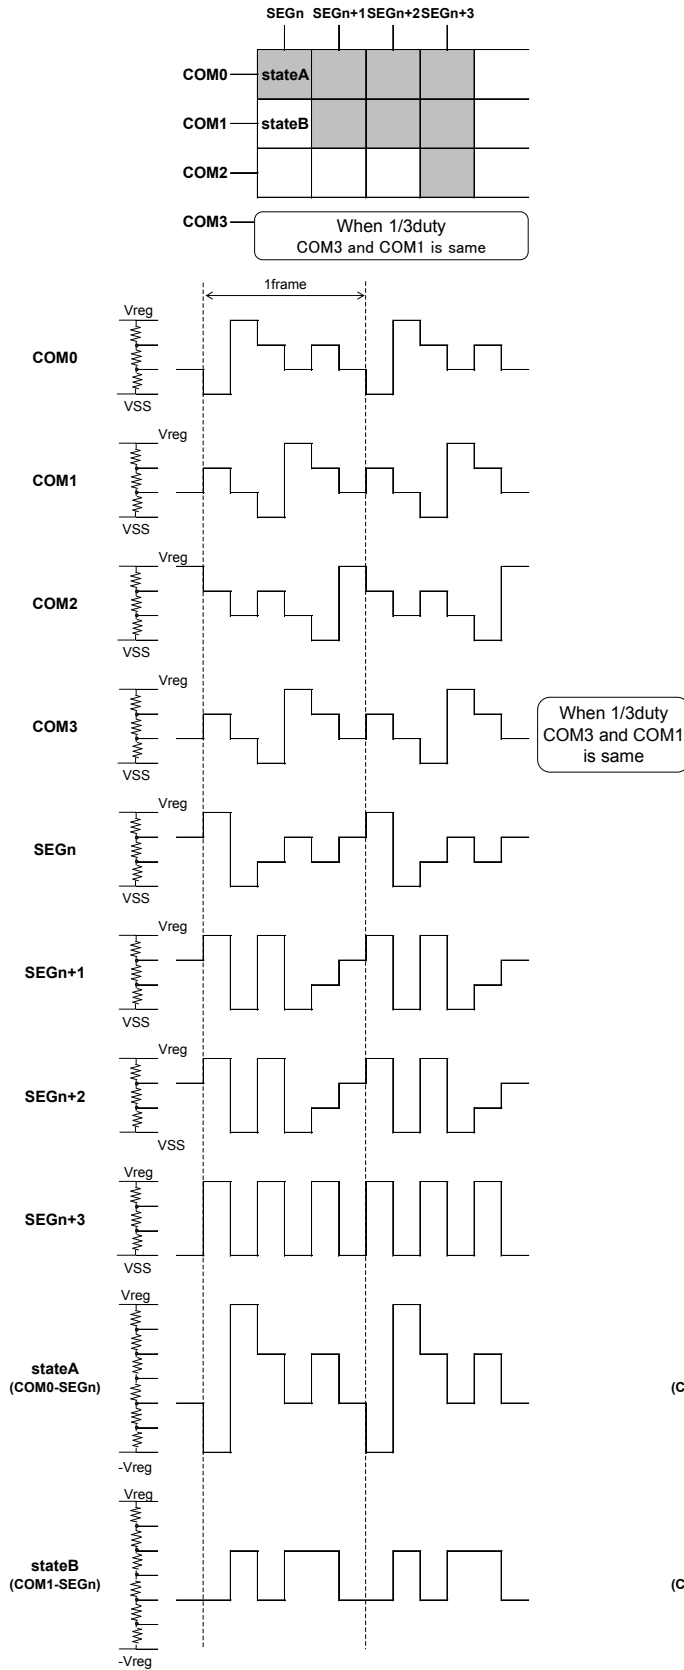 SEGn SEGn+1 SEGn+2 SEGn+3
COM0 stateA
COM1 stateB
COM2
COM3
When 1/3duty
COM3 and COM1 is same
1frame
Vreg
COM0
VSS
Vreg
COM1
VSS
Vreg
COM2
VSS
Vreg
COM3
VSS
When 1/3duty
COM3 and COM1
is same
Vreg
SEGn
VSS
Vreg
SEGn+1
VSS
Vreg
SEGn+2
VSS
Vreg
SEGn+3
VSS
Vreg
stateA
(COM0-SEGn)
(C
-Vreg
Vreg
stateB
(COM1-SEGn)
(C
-Vreg